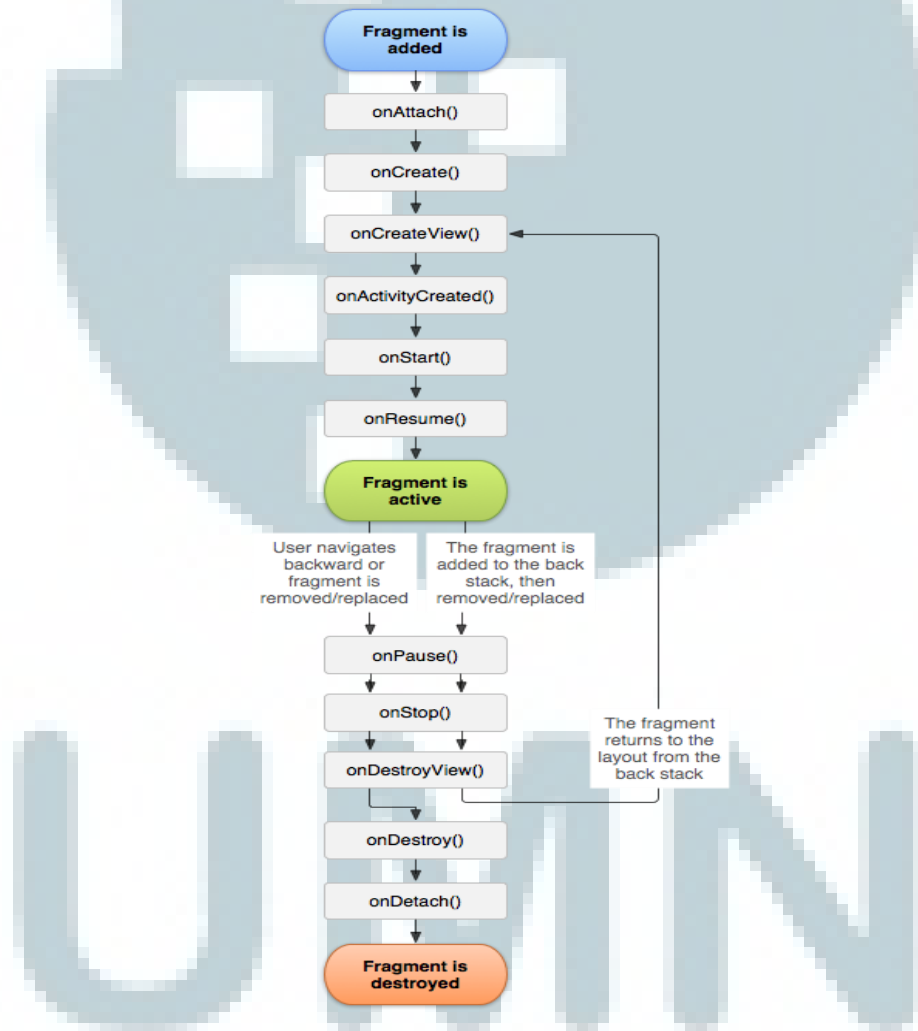 Fragment is
added
onAttach()
onCreate()
onCreateView()
onActivityCreated()
onStart()
onResume()
Fragment is
active
User navigates
backward or
fragment is
removed/replaced
The fragment is
added to the back
stack, then
removed/replaced
onPause()
onStop()
onDestroyView()
The fragment
returns to the
layout from the
back stack
onDestroy()
onDetach()
Fragment is
destroyed
UMN